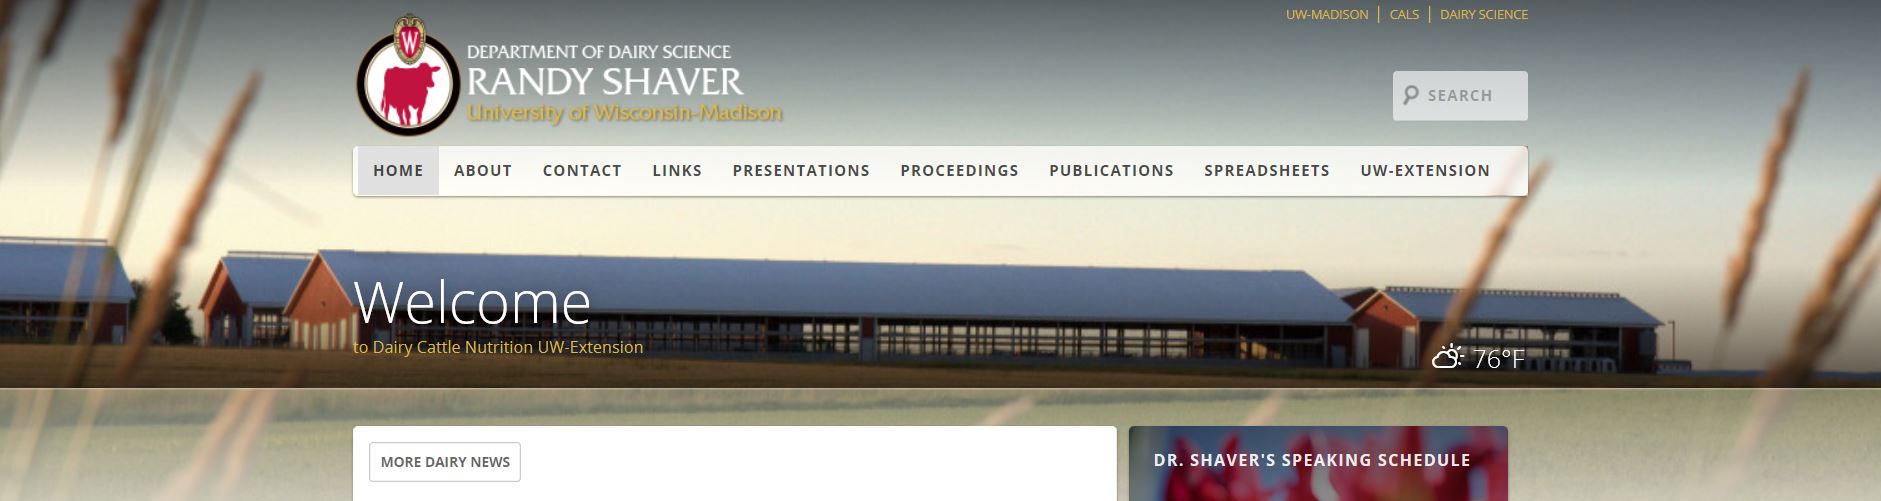 UW-MADISON | CALS | DAIRY SCIENCE
W
DEPARTMENT OF DAIRY SCIENCE
RANDY SHAVER
University of Wisconsin-Madison
SEARCH
HOME ABOUT CONTACT LINKS PRESENTATIONS PROCEEDINGS PUBLICATIONS SPREADSHEETS UW-EXTENSION
Welcome
to Dairy Cattle Nutrition UW-Extension
76°F
MORE DAIRY NEWS
DR. SHAVER'S SPEAKING SCHEDULE